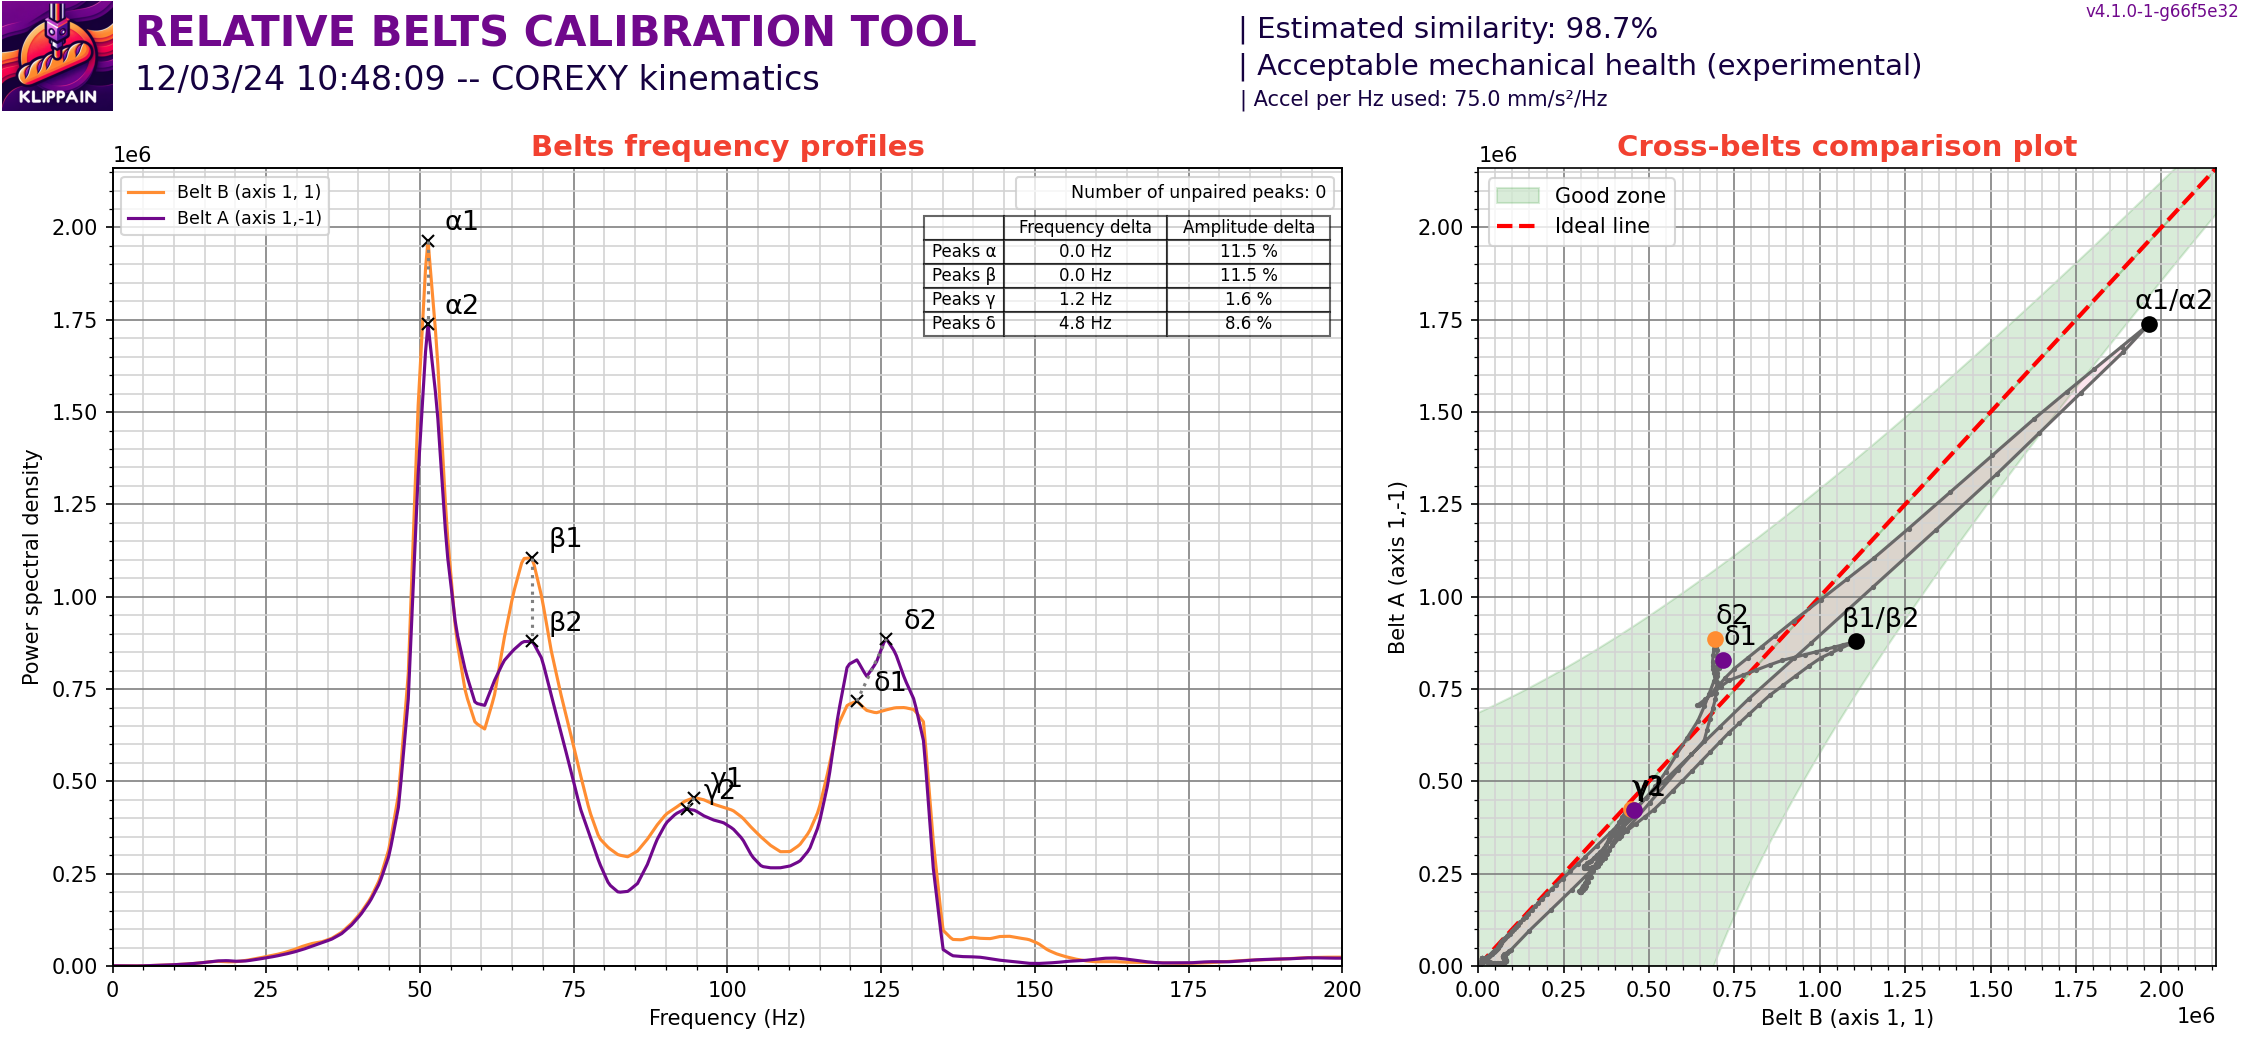 KLIPPAIN
RELATIVE BELTS CALIBRATION TOOL
12/03/24 10:48:09 -- COREXY kinematics
| Estimated similarity: 98.7%
| Acceptable mechanical health (experimental)
| Accel per Hz used: 75.0 mm/s²/Hz
v4.1.0-1-g66f5e32
Belts frequency profiles
1e6
Belt B (axis 1, 1)
Belt A (axis 1,-1)
Number of unpaired peaks: 0
Frequency delta Amplitude delta
Peaks α 0.0 Hz 11.5 %
Peaks β 0.0 Hz 11.5 %
Peaks γ 1.2 Hz 1.6 %
Peaks δ 4.8 Hz 8.6 %
α1
α2
β1
β2
γ1
γ2
δ2
δ1
2.00
1.75
1.50
1.25
1.00
0.75
0.50
0.25
0.00
Power spectral density
0 25 50 75 100 125 150 175 200
Frequency (Hz)
Cross-belts comparison plot
1e6
Good zone
Ideal line
α1/α2
β1/β2
δ2
δ1
2.00
1.75
1.50
1.25
1.00
0.75
0.50
0.25
0.00
Belt A (axis 1,-1)
0.00 0.25 0.50 0.75 1.00 1.25 1.50 1.75 2.00
Belt B (axis 1, 1)
1e6